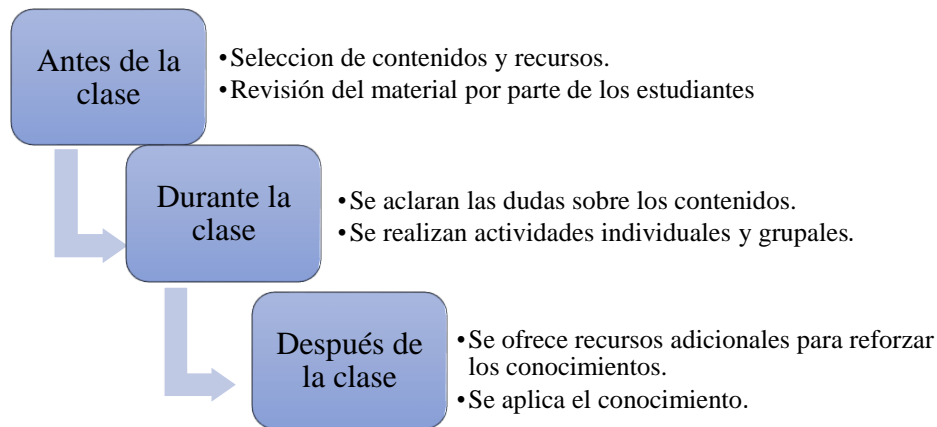 Antes de la
clase
•Seleccion de contenidos y recursos.
•Revisión del material por parte de los estudiantes
Durante la
clase
•Se aclaran las dudas sobre los contenidos.
•Se realizan actividades individuales y grupales.
Después de
la clase
•Se ofrece recursos adicionales para reforzar
los conocimientos.
•Se aplica el conocimiento.